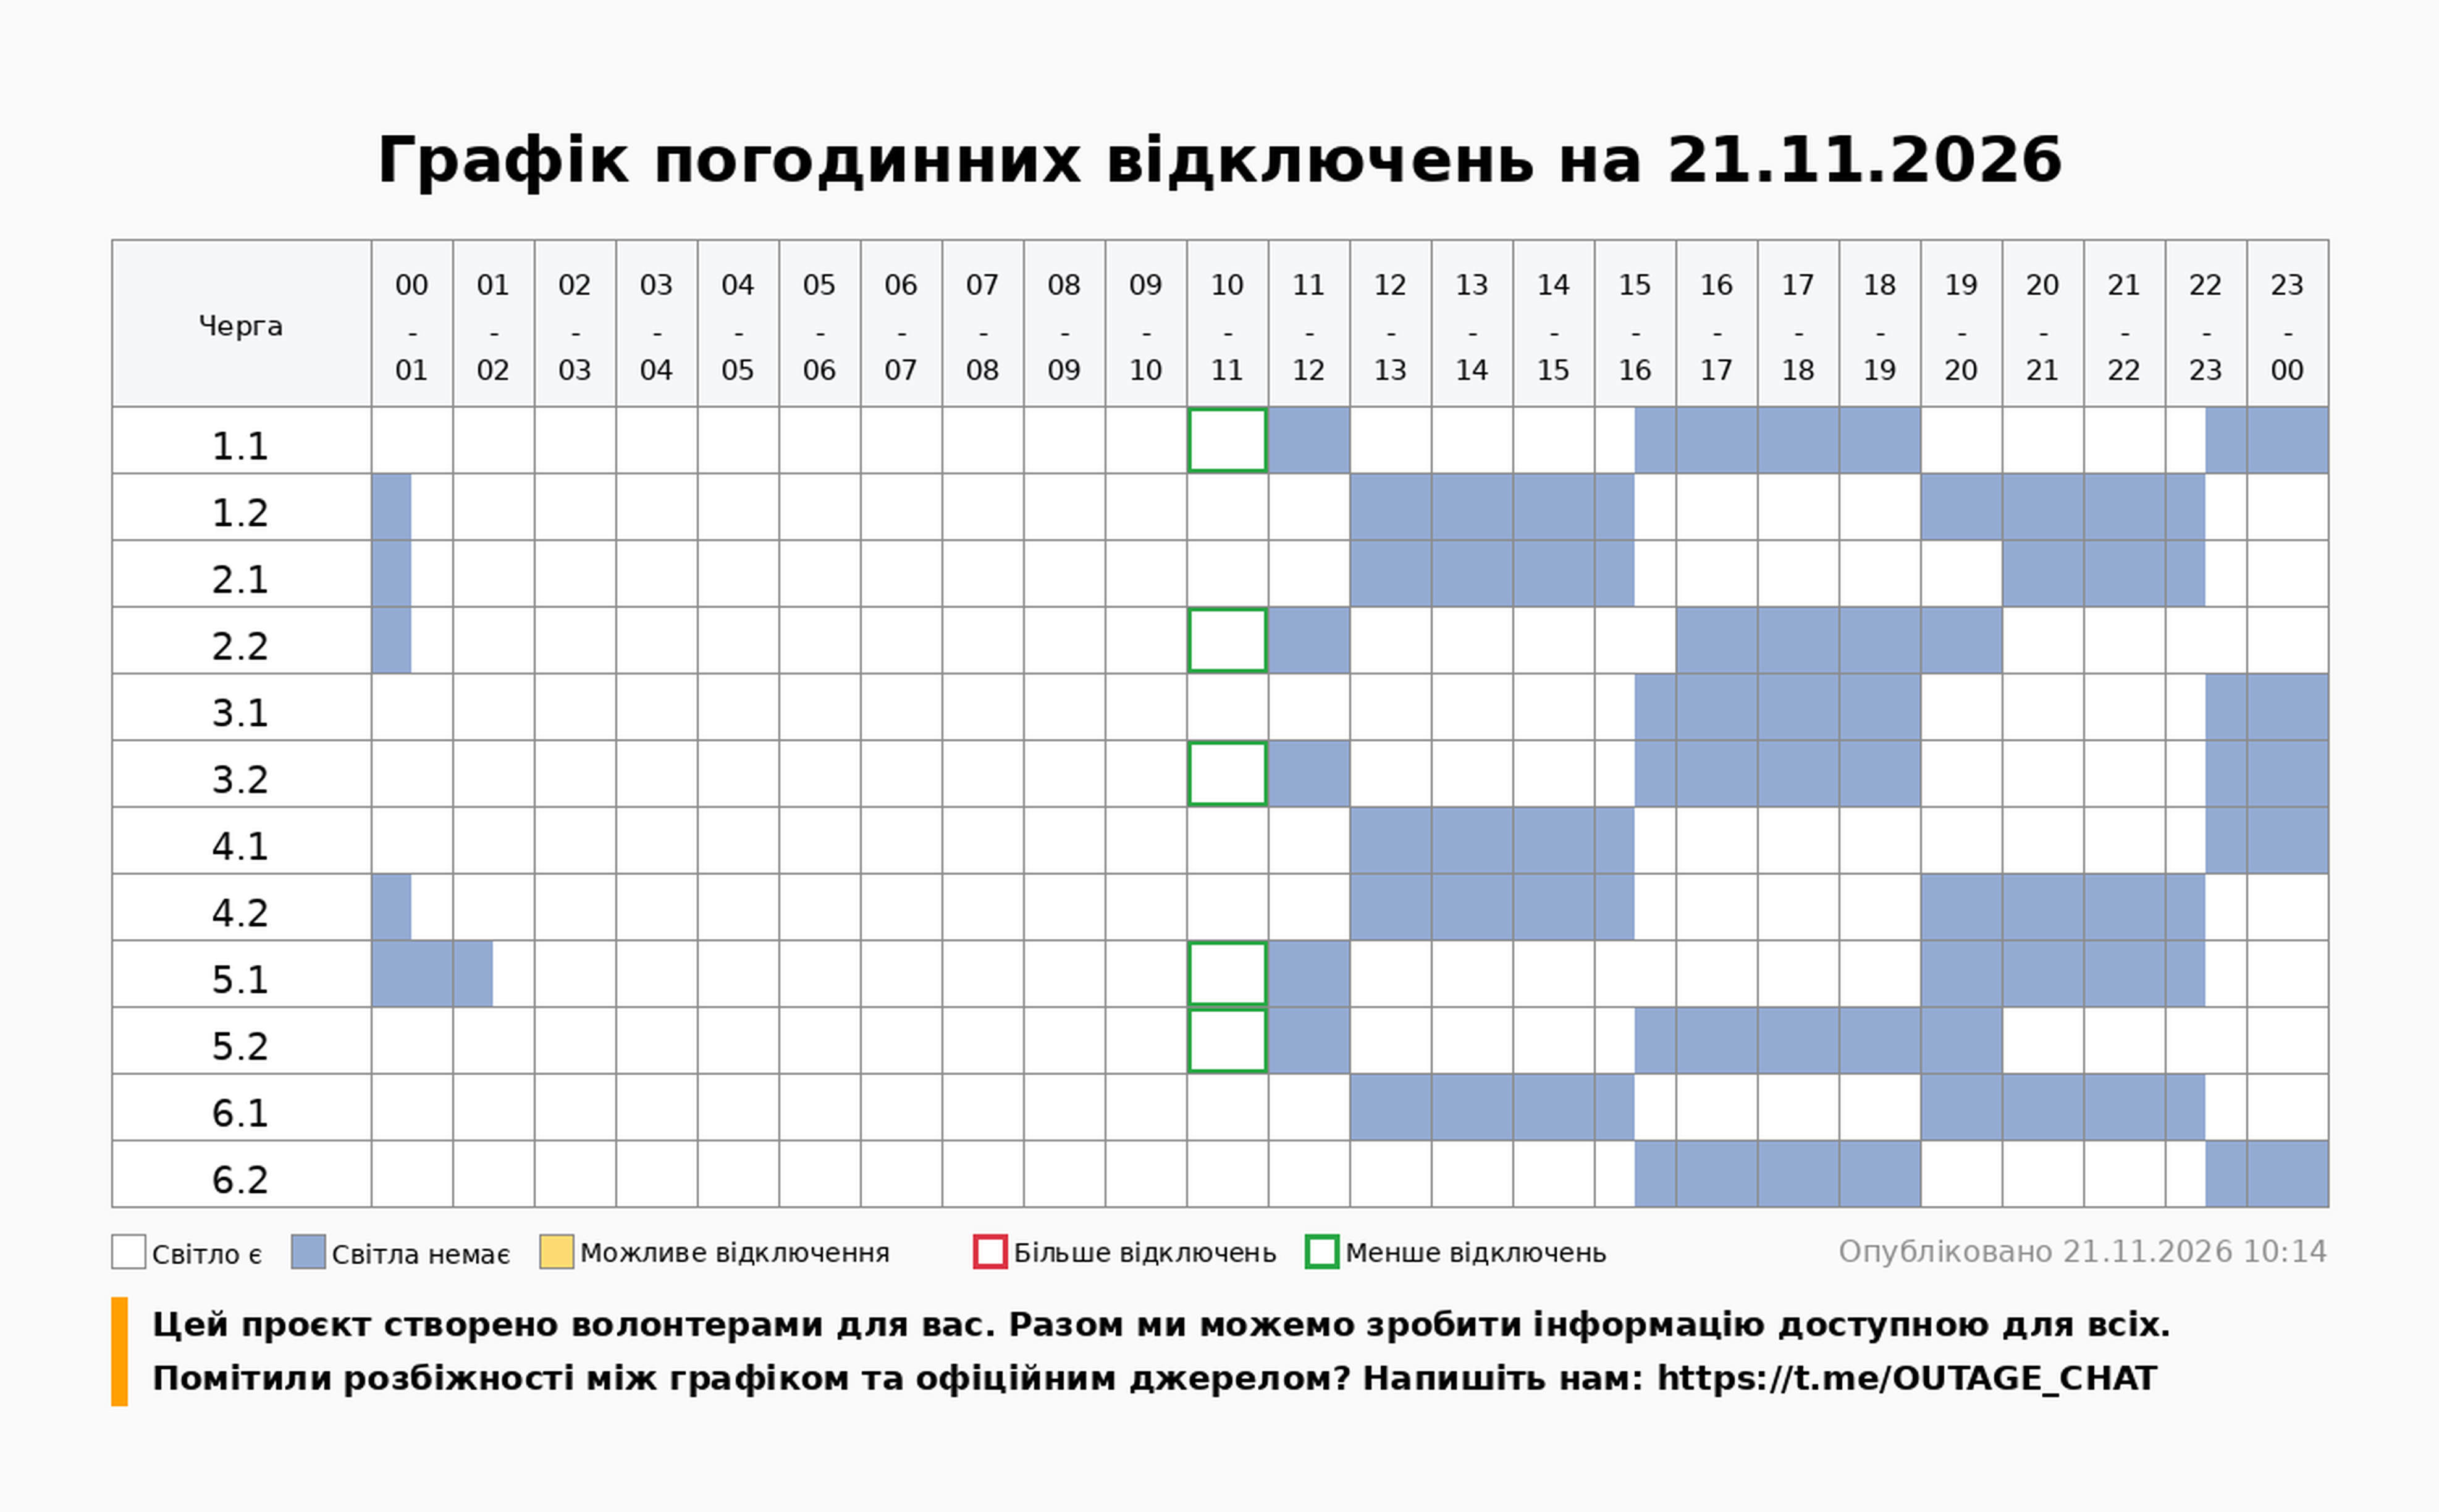 Графік погодинних відключень на 21.11.2026
Черга
00 - 01
01 - 02
02 - 03
03 - 04
04 - 05
05 - 06
06 - 07
07 - 08
08 - 09
09 - 10
10 - 11
11 - 12
12 - 13
13 - 14
14 - 15
15 - 16
16 - 17
17 - 18
18 - 19
19 - 20
20 - 21
21 - 22
22 - 23
23 - 00
1.1
1.2
2.1
2.2
3.1
3.2
4.1
4.2
5.1
5.2
6.1
6.2
Світло є
Світла немає
Можливе відключення
Більше відключень
Менше відключень
Опубліковано 21.11.2026 10:14
Цей проєкт створено волонтерами для вас. Разом ми можемо зробити інформацію доступною для всіх.
Помітили розбіжності між графіком та офіційним джерелом? Напишіть нам: https://t.me/OUTAGE_CHAT